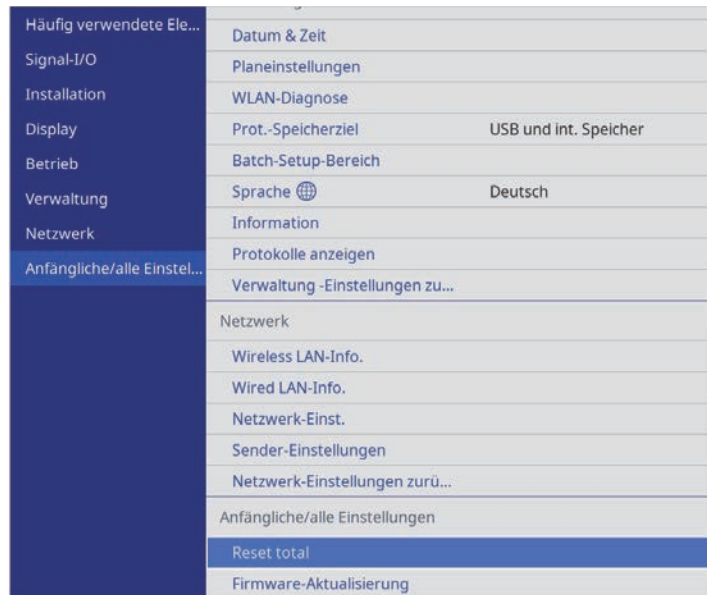 Häufig verwendete Ele...
Signal-I/O
Installation
Display
Betrieb
Verwaltung
Netzwerk
Anfängliche/alle Einstel...
Datum & Zeit
Planeinstellungen
WLAN-Diagnose
Prot.-Speicherziel USB und int. Speicher
Batch-Setup-Bereich
Sprache Deutsch
Information
Protokolle anzeigen
Verwaltung -Einstellungen zu...
Netzwerk
Wireless LAN-Info.
Wired LAN-Info.
Netzwerk-Einst.
Sender-Einstellungen
Netzwerk-Einstellungen zurü...
Anfängliche/alle Einstellungen
Reset total
Firmware-Aktualisierung